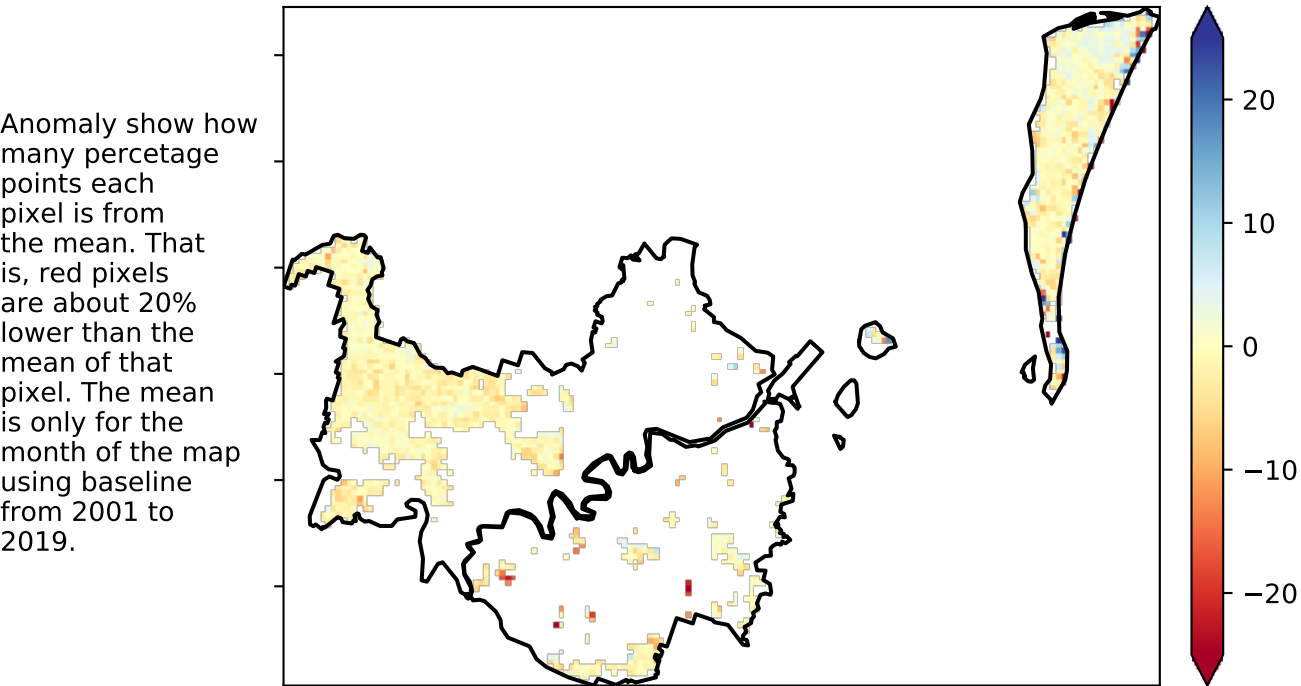 Anomaly show how
many percetage
points each
pixel is from
the mean. That
is, red pixels
are about 20%
lower than the
mean of that
pixel. The mean
is only for the
month of the map
using baseline
from 2001 to
2019.
20
10
0
−10
−20